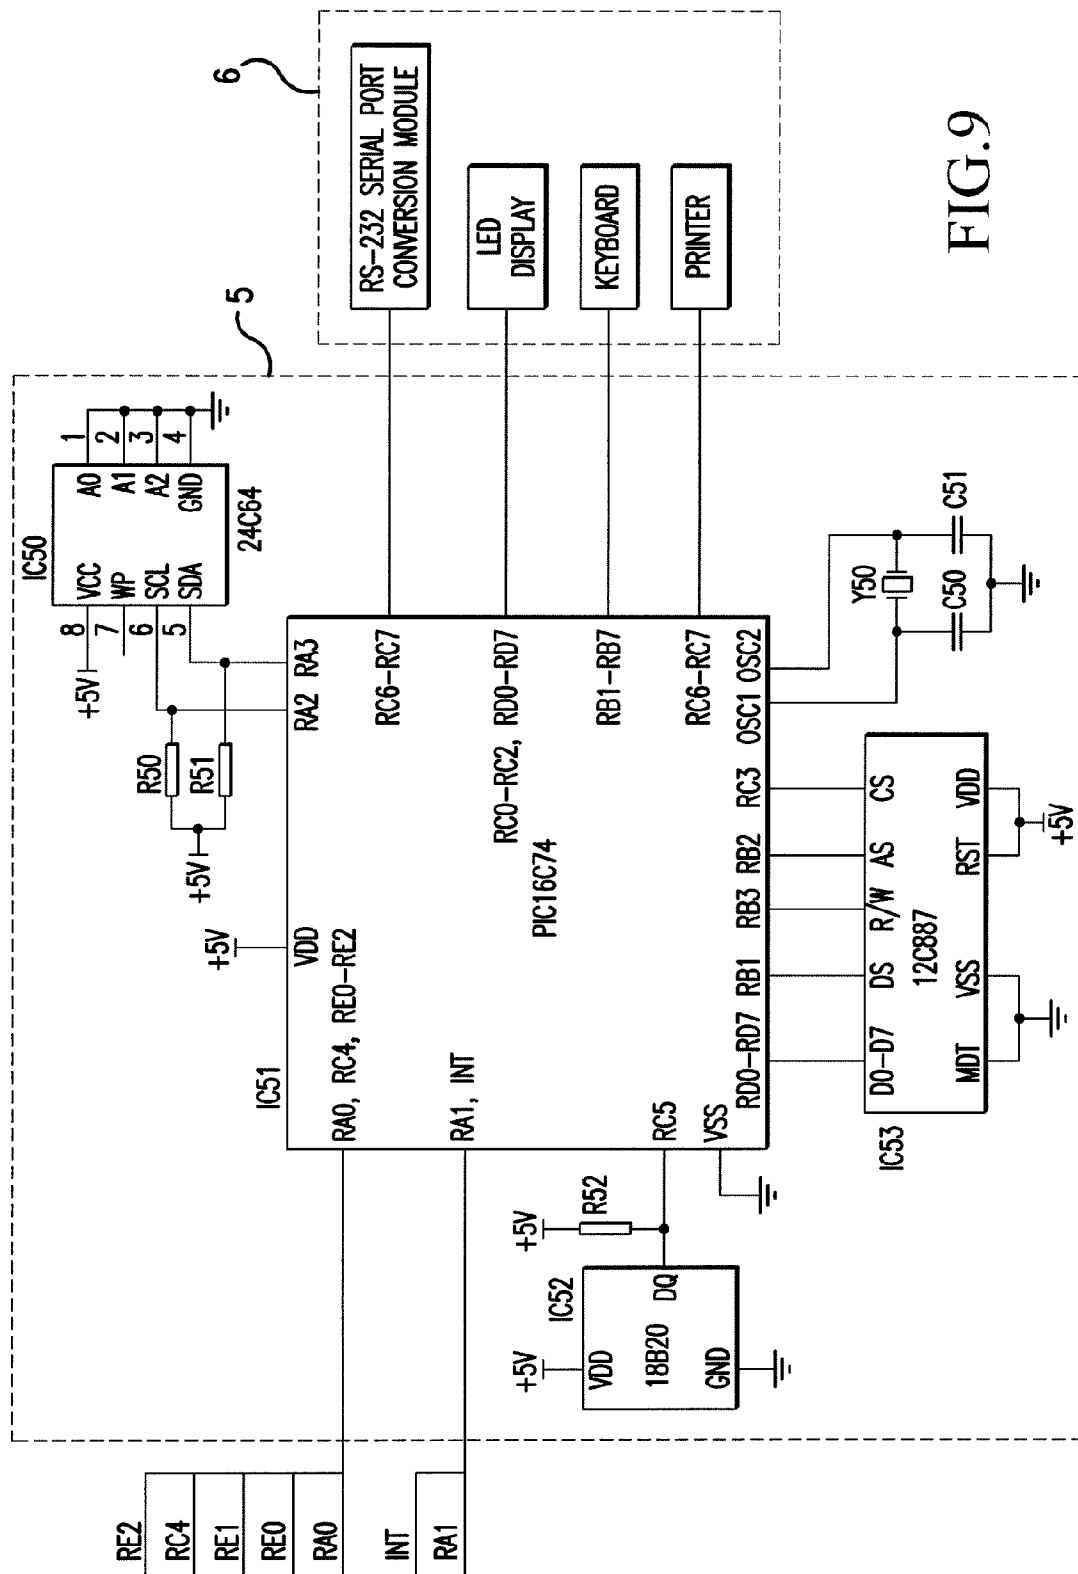 6
RS-232 SERIAL PORT
CONVERSION MODULE
LED
DISPLAY
KEYBOARD
PRINTER
FIG.9
5
IC50
24C64
A0
A1
A2
GND
1
2
3
4
VCC
WP
SCL
SDA
8
7
6
5
+5V
R50
R51
+5V
RA2
RA3
+5V
VDD
IC51
PIC16C74
RA0, RC4, RE0-RE2
RA1, INT
RC5
VSS
RC6-RC7
RC0-RC2, RD0-RD7
RB1-RB7
RC6-RC7
RD0-RD7
RB1
RB3
RB2
RC3
OSC1
OSC2
Y50
C50
C51
D0-D7
DS
R/W
AS
CS
12C887
MDT
VSS
RST
VDD
+5V
IC53
+5V
R52
IC52
+5V
VDD
DQ
18B20
GND
RE2
RC4
RE1
RE0
RA0
INT
RA1